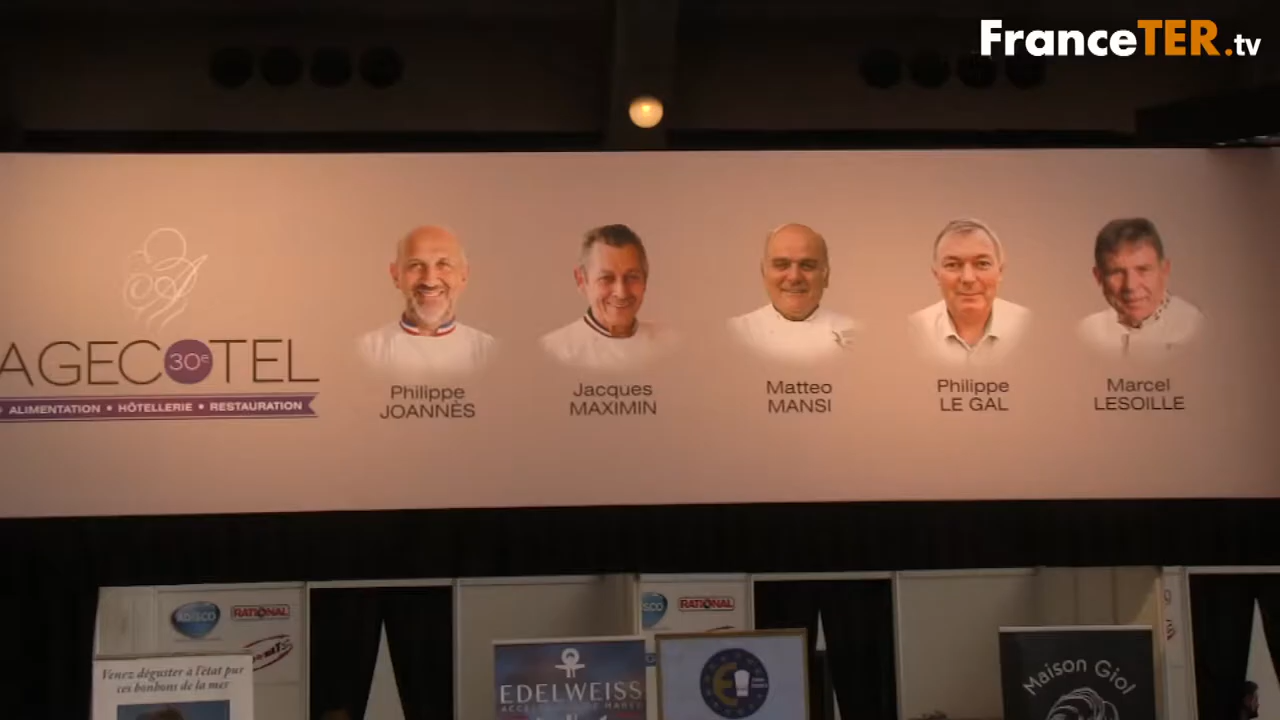 FranceTER.tv
AGECOTEL
30e
ALIMENTATION • HÔTELLERIE • RESTAURATION
Philippe
JOANNÈS
Jacques
MAXIMIN
Matteo
MANSI
Philippe
LE GAL
Marcel
LESOILLE
ADISCO
RATIONAL
RATIONAL
Venez déguster à l'état pur
ces bonbons de la mer
EDELWEISS
Maison Giol